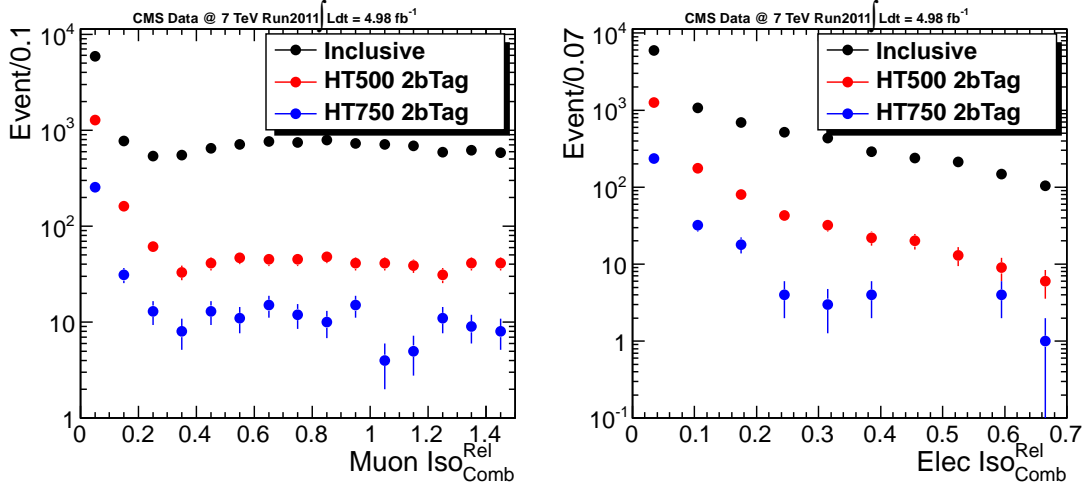 CMS Data @ 7 TeV Run2011 ∫ Ldt = 4.98 fb⁻¹
Event/0.1
10⁴
10³
10²
10
1
Inclusive
HT500 2bTag
HT750 2bTag
0 0.2 0.4 0.6 0.8 1 1.2 1.4
Muon Iso^Rel_Comb
CMS Data @ 7 TeV Run2011 ∫ Ldt = 4.98 fb⁻¹
Event/0.07
10⁴
10³
10²
10
1
10⁻¹
Inclusive
HT500 2bTag
HT750 2bTag
0 0.1 0.2 0.3 0.4 0.5 0.6 0.7
Elec Iso^Rel_Comb